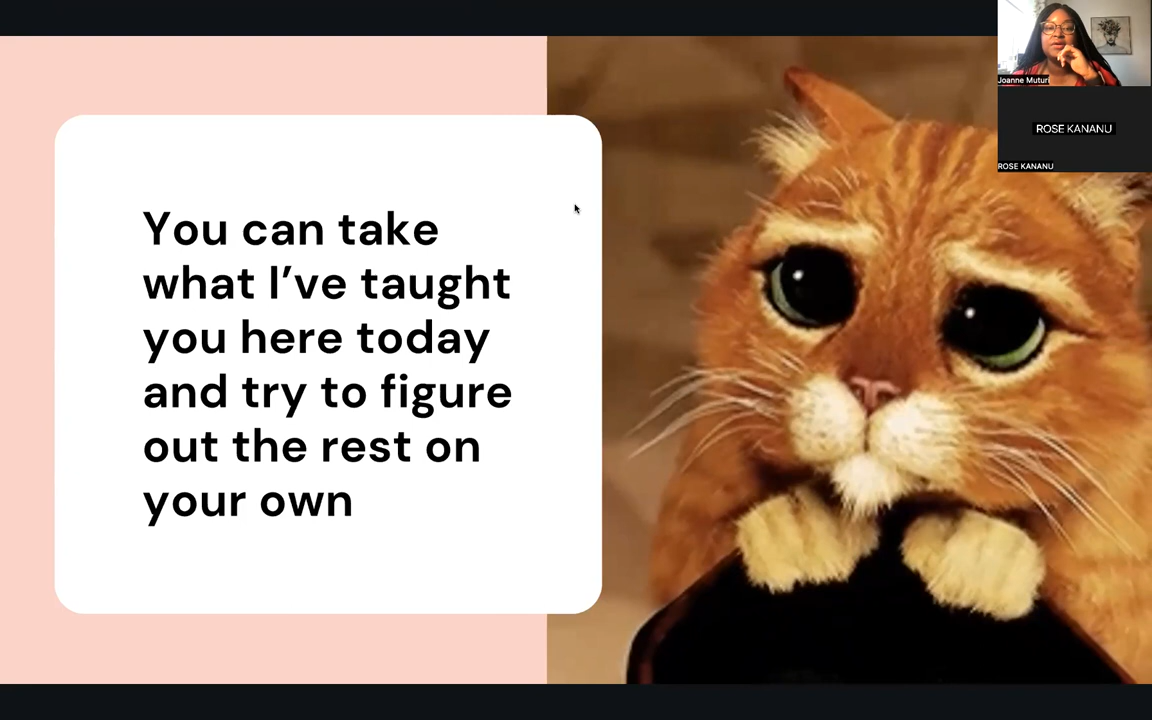 You can take
what I’ve taught
you here today
and try to figure
out the rest on
your own
Joanne Muturi
ROSE KANANU
ROSE KANANU